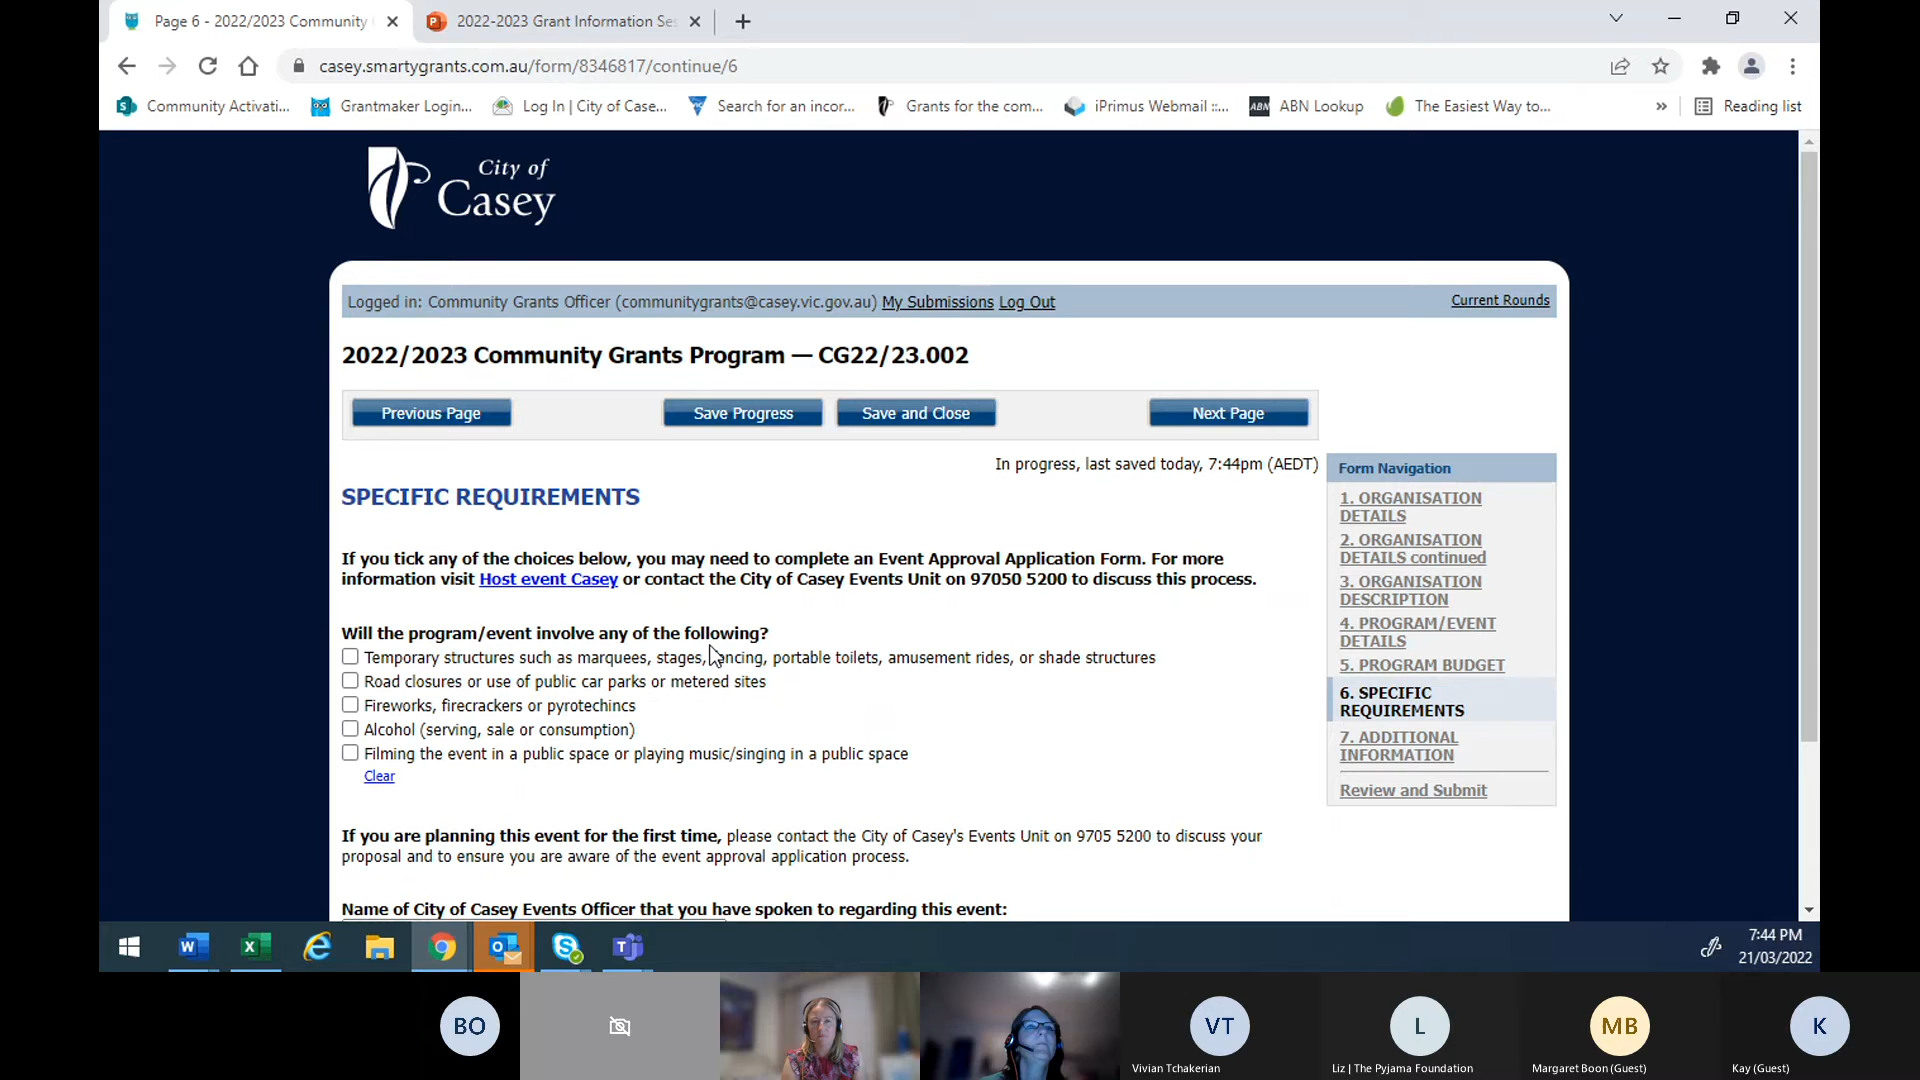 Page 6 - 2022/2023 Community
2022-2023 Grant Information Ses
casey.smartygrants.com.au/form/8346817/continue/6
Community Activati...
Grantmaker Login...
Log In | City of Case...
Search for an incor...
Grants for the com...
iPrimus Webmail ::...
ABN Lookup
The Easiest Way to...
»
Reading list
City of
Casey
Logged in: Community Grants Officer (communitygrants@casey.vic.gov.au) My Submissions Log Out
Current Rounds
2022/2023 Community Grants Program — CG22/23.002
Previous Page
Save Progress
Save and Close
Next Page
In progress, last saved today, 7:44pm (AEDT)
SPECIFIC REQUIREMENTS
If you tick any of the choices below, you may need to complete an Event Approval Application Form. For more
information visit Host event Casey or contact the City of Casey Events Unit on 97050 5200 to discuss this process.
Will the program/event involve any of the following?
Temporary structures such as marquees, stages, fencing, portable toilets, amusement rides, or shade structures
Road closures or use of public car parks or metered sites
Fireworks, firecrackers or pyrotechincs
Alcohol (serving, sale or consumption)
Filming the event in a public space or playing music/singing in a public space
Clear
If you are planning this event for the first time, please contact the City of Casey's Events Unit on 9705 5200 to discuss your
proposal and to ensure you are aware of the event approval application process.
Name of City of Casey Events Officer that you have spoken to regarding this event:
Form Navigation
1. ORGANISATION
DETAILS
2. ORGANISATION
DETAILS continued
3. ORGANISATION
DESCRIPTION
4. PROGRAM/EVENT
DETAILS
5. PROGRAM BUDGET
6. SPECIFIC
REQUIREMENTS
7. ADDITIONAL
INFORMATION
Review and Submit
7:44 PM
21/03/2022
BO
VT
L
MB
K
Vivian Tchakerian
Liz | The Pyjama Foundation
Margaret Boon (Guest)
Kay (Guest)